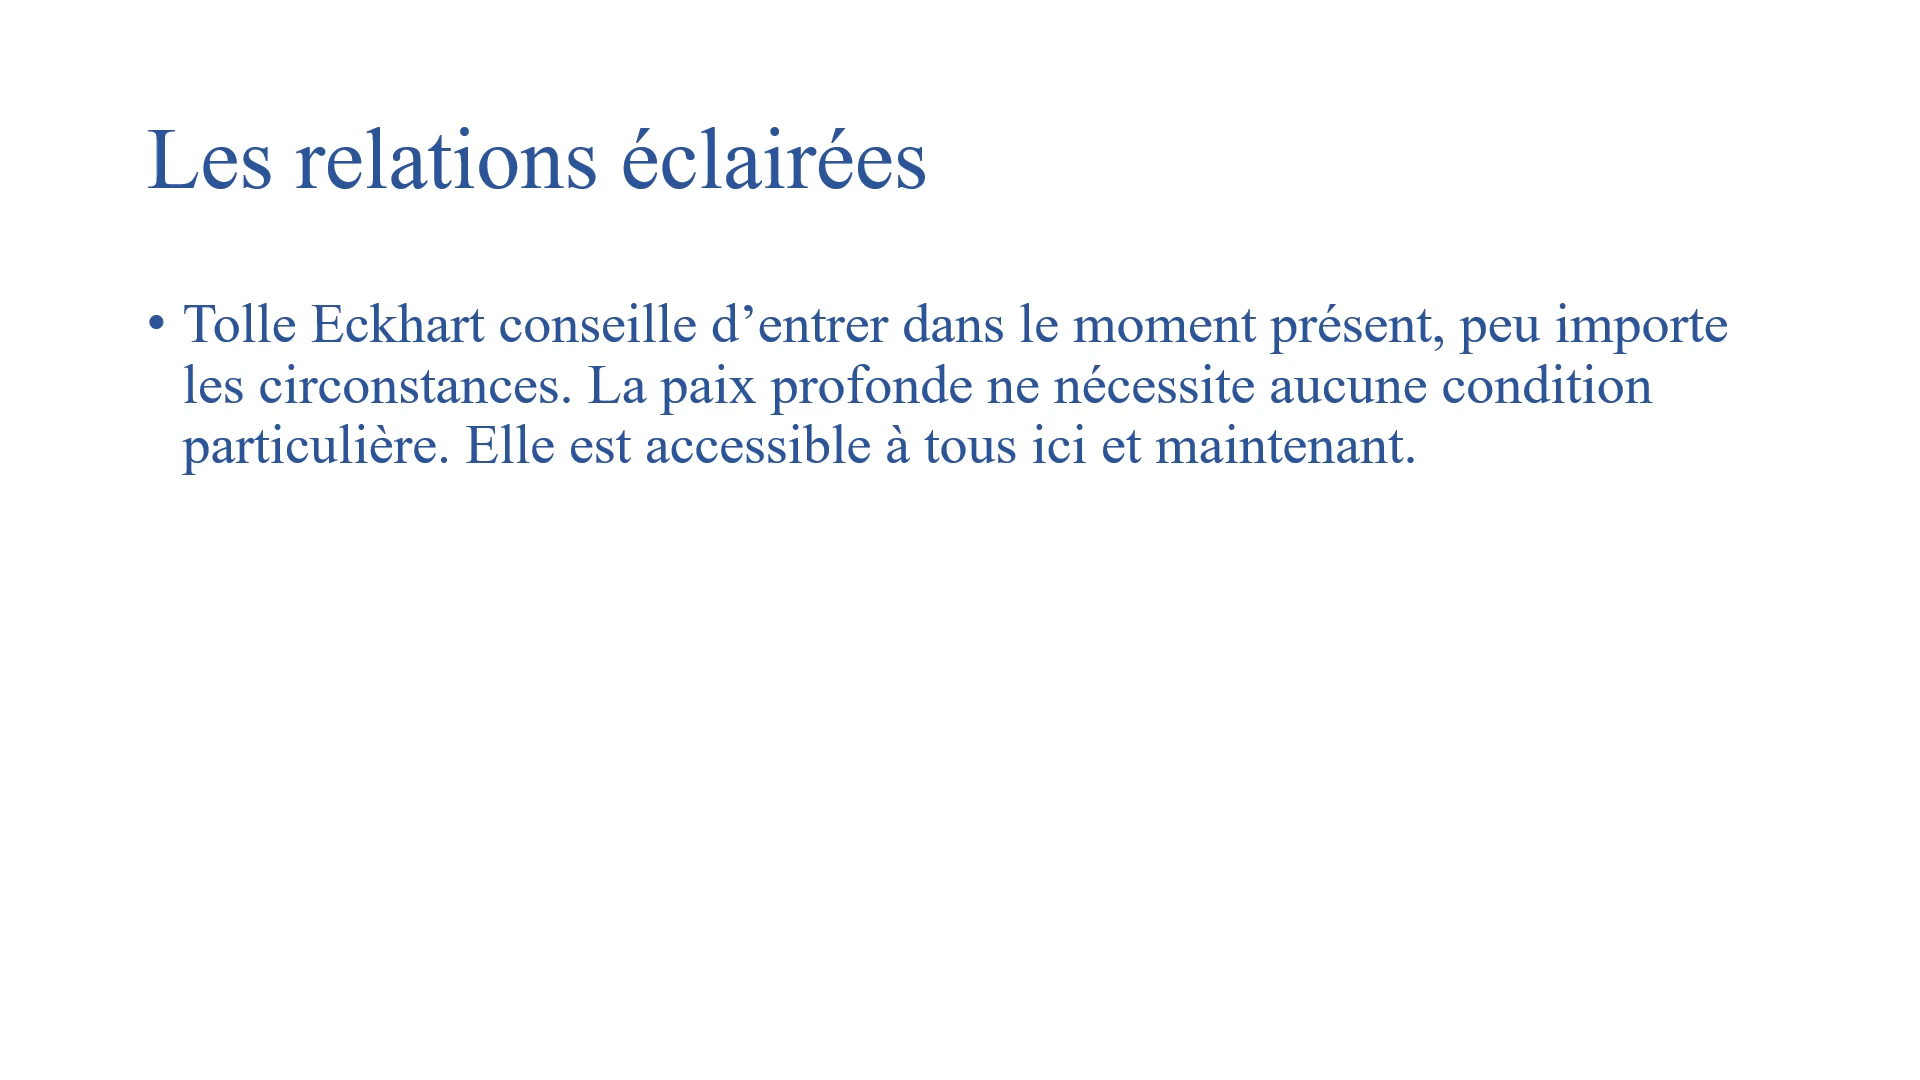 Les relations éclairées
• Tolle Eckhart conseille d’entrer dans le moment présent, peu importe
les circonstances. La paix profonde ne nécessite aucune condition
particulière. Elle est accessible à tous ici et maintenant.